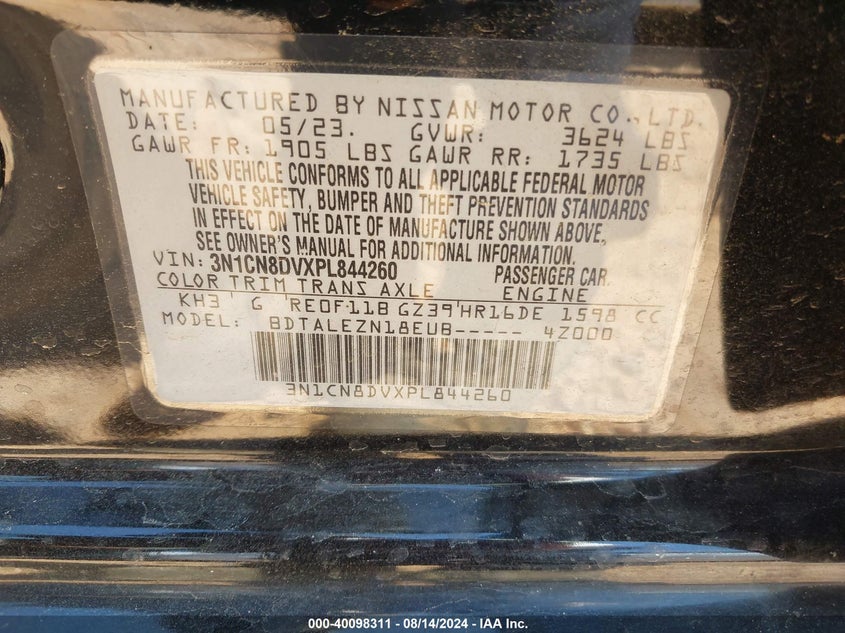 MANUFACTURED BY NISSAN MOTOR CO., LTD.
DATE: 05/23. GVWR: 3624 LBS
GAWR FR: 1905 LBS GAWR RR: 1735 LBS
THIS VEHICLE CONFORMS TO ALL APPLICABLE FEDERAL MOTOR
VEHICLE SAFETY, BUMPER AND THEFT PREVENTION STANDARDS
IN EFFECT ON THE DATE OF MANUFACTURE SHOWN ABOVE,
SEE OWNER'S MANUAL FOR ADDITIONAL INFORMATION.
VIN: 3N1CN8DVXPL844260 PASSENGER CAR.
COLOR TRIM TRANS AXLE ENGINE
KH3 G RE0F11B GZ39 HR16DE 1598 CC
MODEL: BDTALEZN18EUB----- 4Z000
3N1CN8DVXPL844260
000-40098311 - 08/14/2024 - IAA Inc.